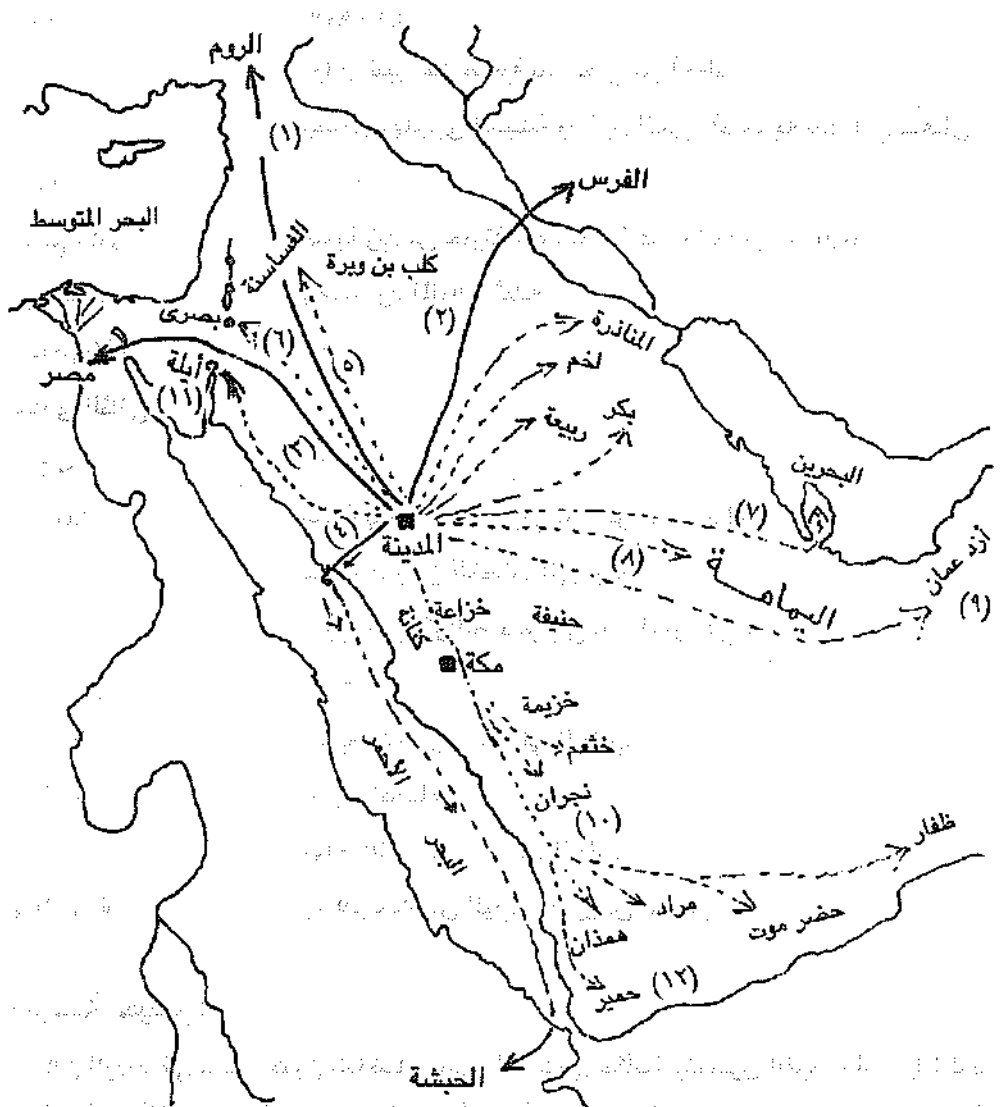 الروم
(١)
الفرس
البحر المتوسط
الغساسنة
كلب بن وبرة
(٢)
المناذرة
بصرى
(٦)
(٥)
لخم
مصر
أيلة
(١١)
بكر
ربيعة
(٣)
البحرين
(٤)
المدينة
(٧)
(٨)
اليمامة
أزد عمان
(٩)
خزاعة
حنيفة
مكة
خزيمة
خثعم
نجران
(١٠)
البحر الأحمر
ظفار
مراد
حضر موت
همذان
حمير (١٢)
الحبشة